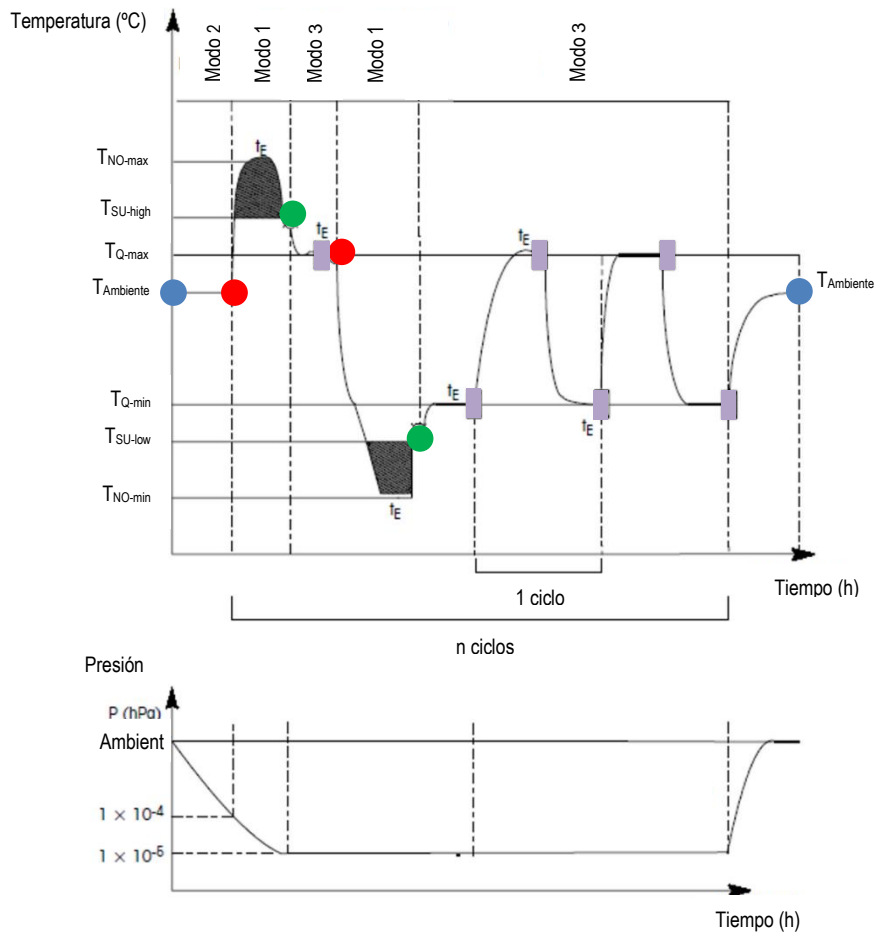 Temperatura (ºC)
Modo 2
Modo 1
Modo 3
Modo 1
Modo 3
tE
TNO-max
TSU-high
tE
tE
TQ-max
TAmbiente
TAmbiente
tE
TQ-min
tE
TSU-low
TNO-min
tE
Tiempo (h)
1 ciclo
n ciclos
Presión
P (hPa)
Ambient
1 × 10-4
1 × 10-6
Tiempo (h)